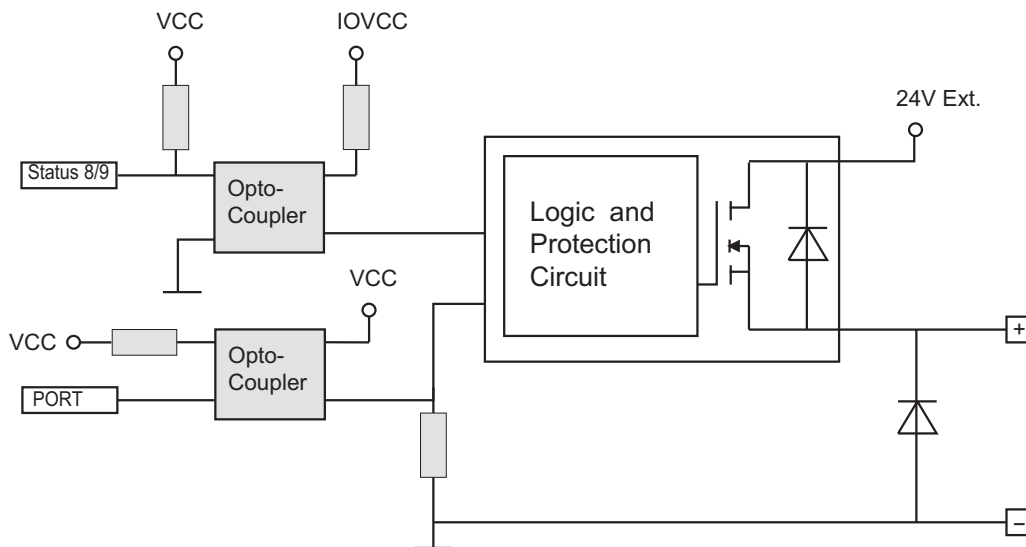 VCC
IOVCC
24V Ext.
Status 8/9
Opto-
Coupler
Logic and
Protection
Circuit
VCC
VCC
Opto-
Coupler
PORT
+
−